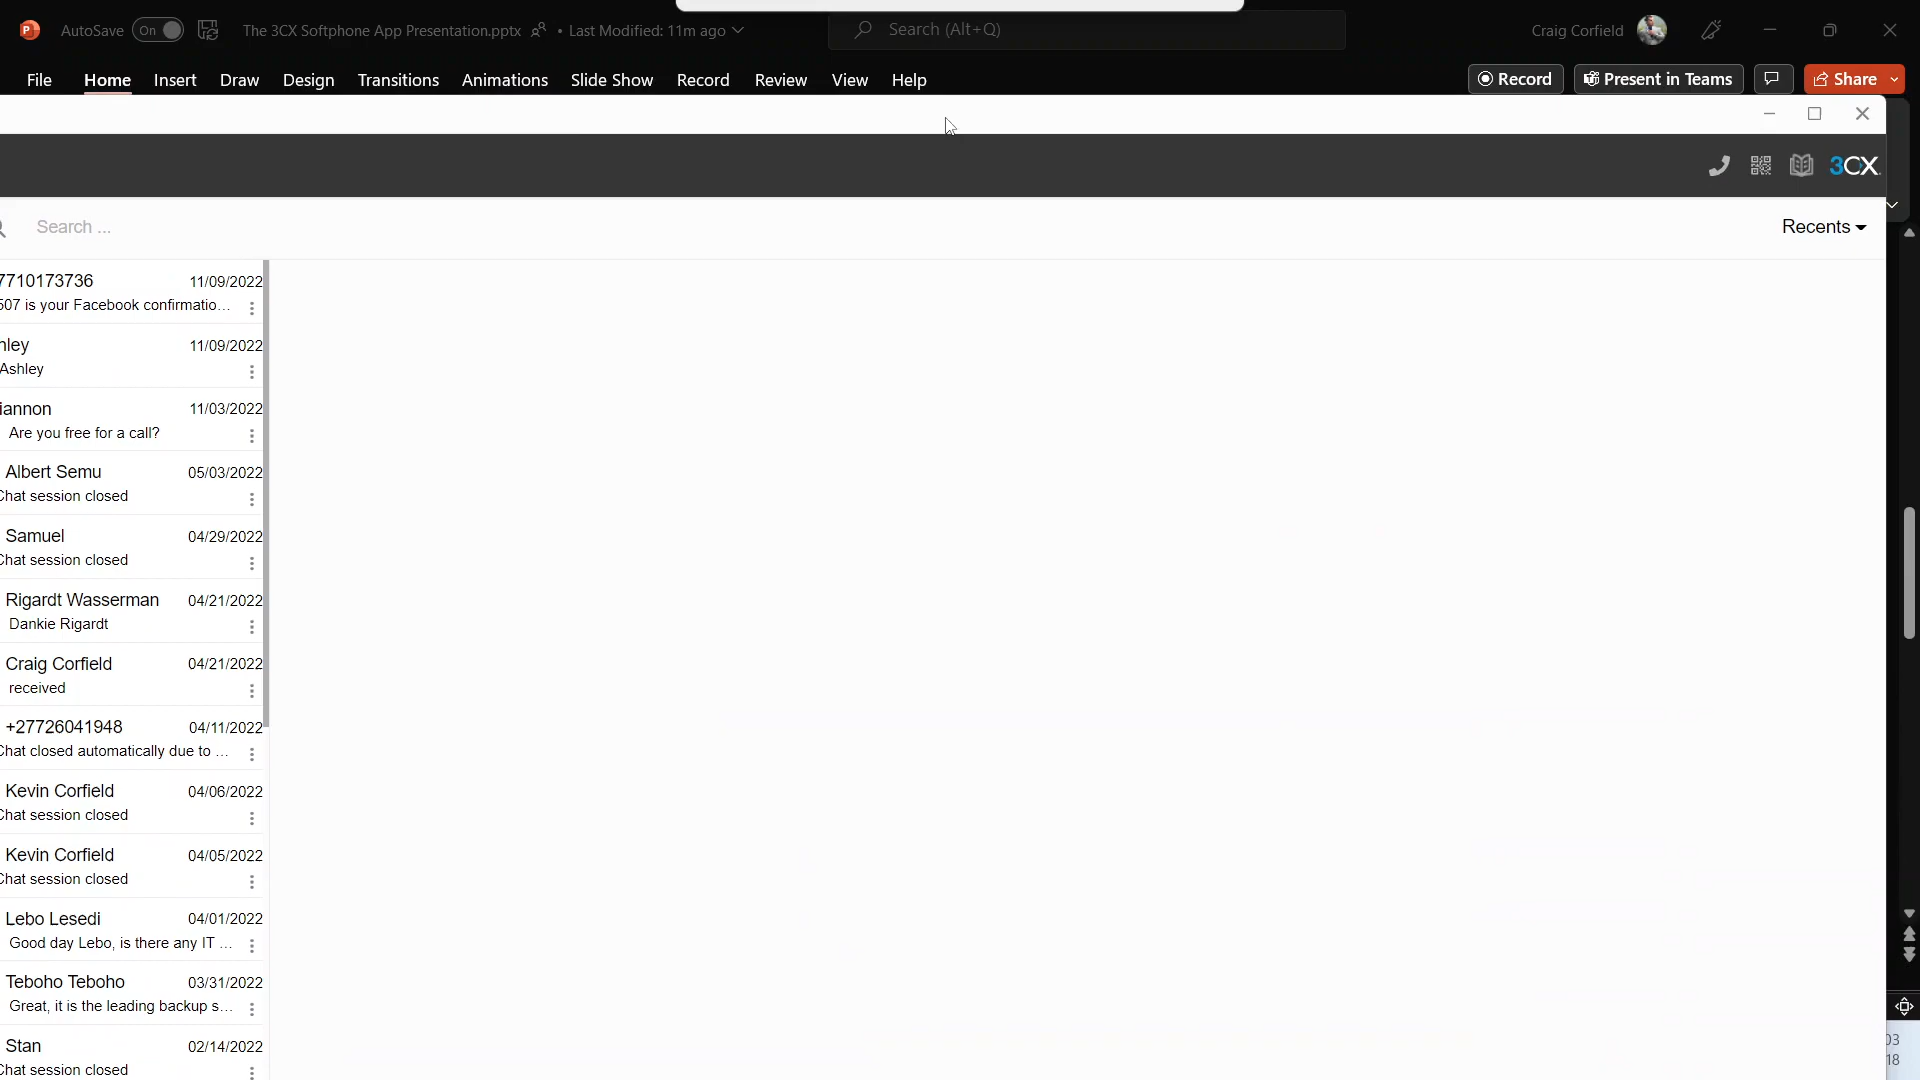 AutoSave On The 3CX Softphone App Presentation.pptx • Last Modified: 11m ago Search (Alt+Q) Craig Corfield
File Home Insert Draw Design Transitions Animations Slide Show Record Review View Help Record Present in Teams Share
3CX
Search ... Recents
7710173736 11/09/2022
507 is your Facebook confirmatio...
hley 11/09/2022
Ashley
iannon 11/03/2022
Are you free for a call?
Albert Semu 05/03/2022
Chat session closed
Samuel 04/29/2022
Chat session closed
Rigardt Wasserman 04/21/2022
Dankie Rigardt
Craig Corfield 04/21/2022
received
+27726041948 04/11/2022
Chat closed automatically due to ...
Kevin Corfield 04/06/2022
Chat session closed
Kevin Corfield 04/05/2022
Chat session closed
Lebo Lesedi 04/01/2022
Good day Lebo, is there any IT ...
Teboho Teboho 03/31/2022
Great, it is the leading backup s...
Stan 02/14/2022
Chat session closed
03
18